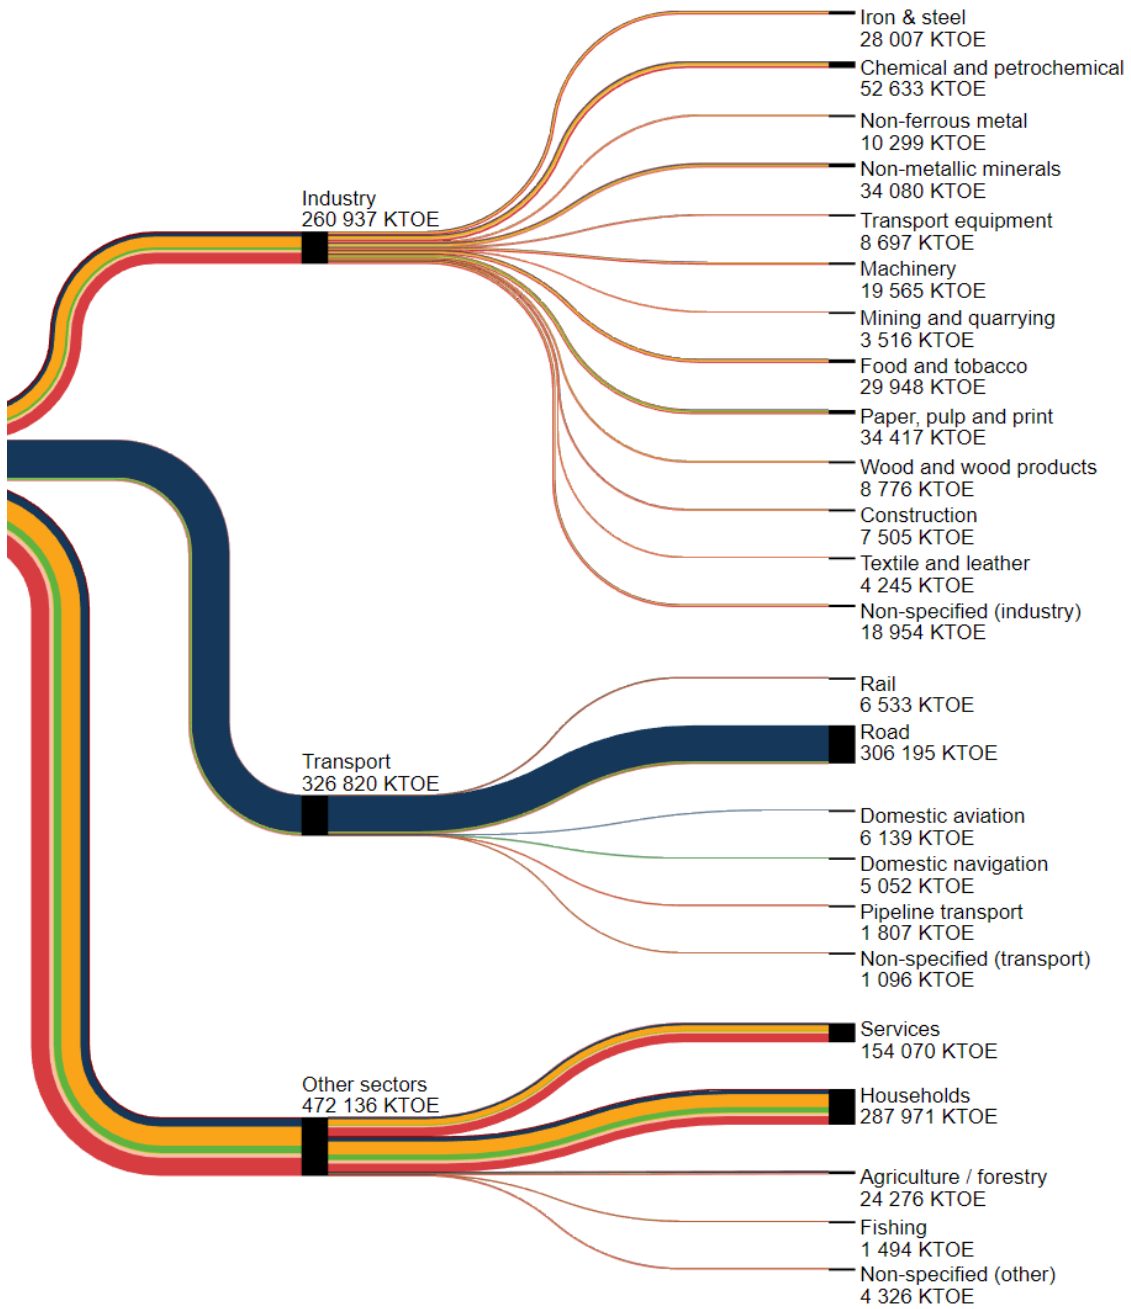 Iron & steel
28 007 KTOE
Chemical and petrochemical
52 633 KTOE
Non-ferrous metal
10 299 KTOE
Non-metallic minerals
34 080 KTOE
Industry
260 937 KTOE
Transport equipment
8 697 KTOE
Machinery
19 565 KTOE
Mining and quarrying
3 516 KTOE
Food and tobacco
29 948 KTOE
Paper, pulp and print
34 417 KTOE
Wood and wood products
8 776 KTOE
Construction
7 505 KTOE
Textile and leather
4 245 KTOE
Non-specified (industry)
18 954 KTOE
Rail
6 533 KTOE
Road
306 195 KTOE
Transport
326 820 KTOE
Domestic aviation
6 139 KTOE
Domestic navigation
5 052 KTOE
Pipeline transport
1 807 KTOE
Non-specified (transport)
1 096 KTOE
Services
154 070 KTOE
Other sectors
472 136 KTOE
Households
287 971 KTOE
Agriculture / forestry
24 276 KTOE
Fishing
1 494 KTOE
Non-specified (other)
4 326 KTOE